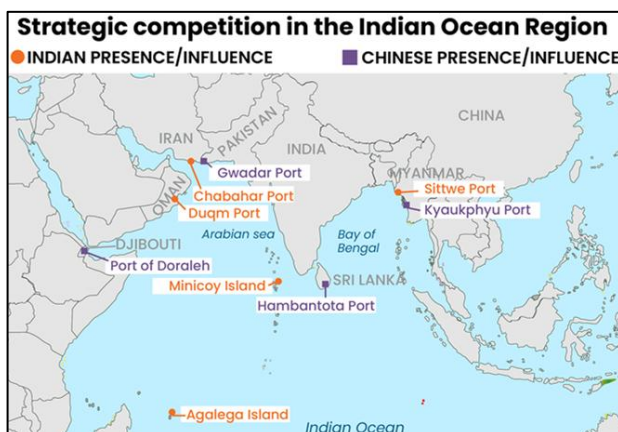 Strategic competition in the Indian Ocean Region
INDIAN PRESENCE/INFLUENCE
CHINESE PRESENCE/INFLUENCE
CHINA
IRAN
PAKISTAN
INDIA
Gwadar Port
MYANMAR
Chabahar Port
Sittwe Port
OMAN
Duqm Port
Kyaukphyu Port
Arabian sea
Bay of
Bengal
DJIBOUTI
Port of Doraleh
Minicoy Island
SRI LANKA
Hambantota Port
Agalega Island
Indian Ocean